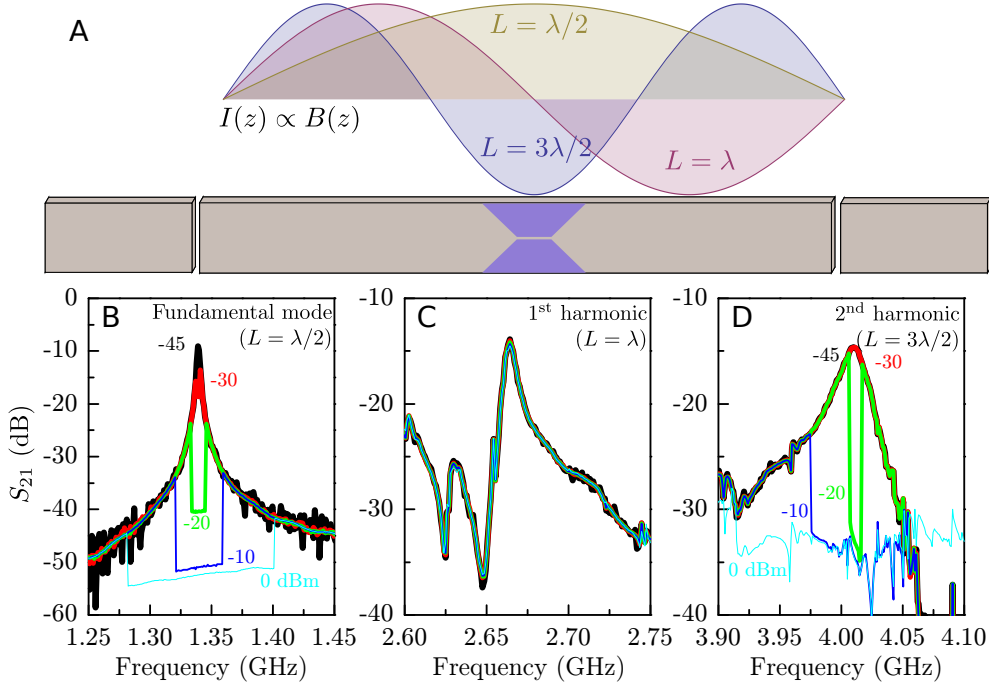 A
L = λ/2
I(z) ∝ B(z)
L = 3λ/2
L = λ
B
Fundamental mode
(L = λ/2)
-45
-30
-20
-10
0 dBm
0
-10
-20
-30
-40
-50
-60
S21 (dB)
1.25
1.30
1.35
1.40
1.45
Frequency (GHz)
C
1st harmonic
(L = λ)
-10
-20
-30
-40
2.60
2.65
2.70
2.75
Frequency (GHz)
D
2nd harmonic
(L = 3λ/2)
-45
-30
-20
-10
0 dBm
-10
-20
-30
-40
3.90
3.95
4.00
4.05
4.10
Frequency (GHz)